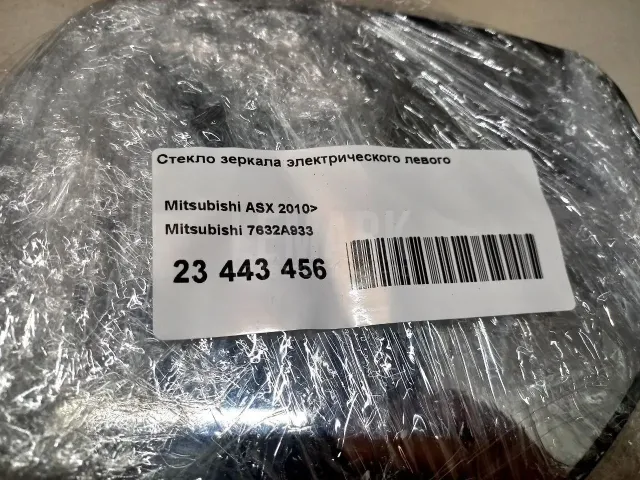 Стекло зеркала электрического левого
Mitsubishi ASX 2010>
Mitsubishi 7632A933
23 443 456